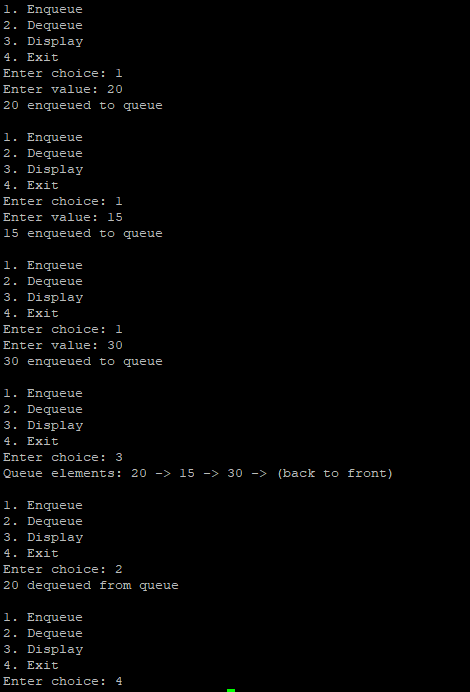 1. Enqueue
2. Dequeue
3. Display
4. Exit
Enter choice: 1
Enter value: 20
20 enqueued to queue

1. Enqueue
2. Dequeue
3. Display
4. Exit
Enter choice: 1
Enter value: 15
15 enqueued to queue

1. Enqueue
2. Dequeue
3. Display
4. Exit
Enter choice: 1
Enter value: 30
30 enqueued to queue

1. Enqueue
2. Dequeue
3. Display
4. Exit
Enter choice: 3
Queue elements: 20 -> 15 -> 30 -> (back to front)

1. Enqueue
2. Dequeue
3. Display
4. Exit
Enter choice: 2
20 dequeued from queue

1. Enqueue
2. Dequeue
3. Display
4. Exit
Enter choice: 4